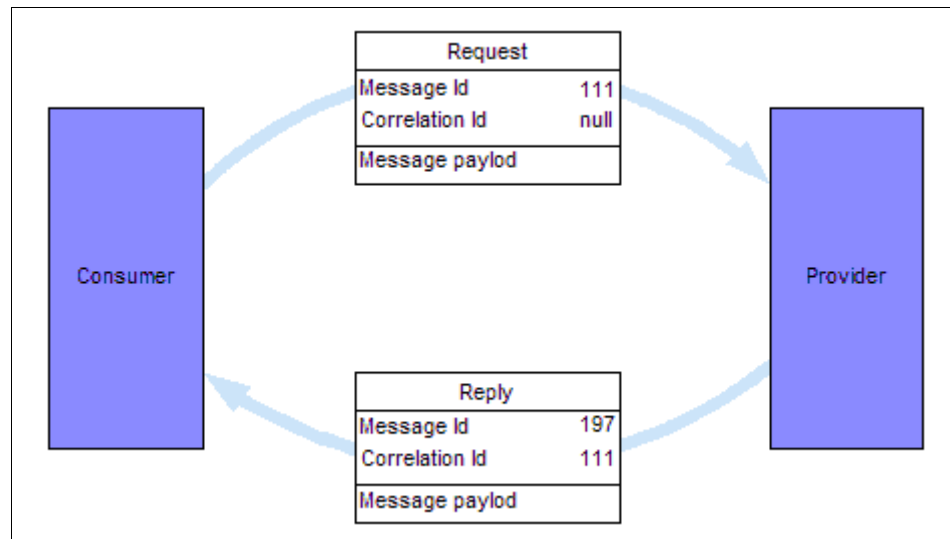 Request
Message Id 111
Correlation Id null
Message paylod
Consumer
Provider
Reply
Message Id 197
Correlation Id 111
Message paylod